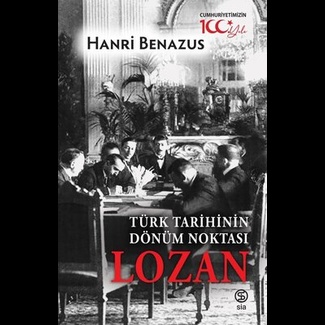 CUMHURİYETİMİZİN
100. Yılı
HANRİ BENAZUS
TÜRK TARİHİNİN
DÖNÜM NOKTASI
LOZAN
sia